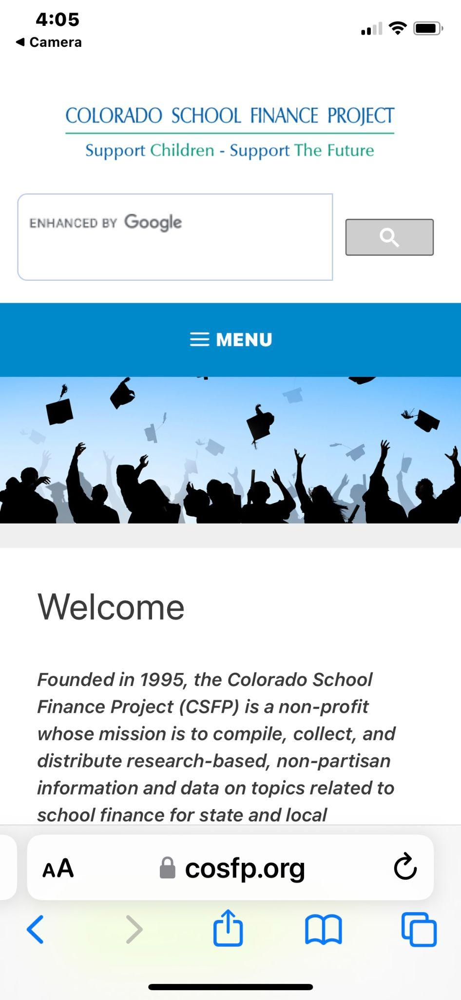 4:05
◀ Camera
COLORADO SCHOOL FINANCE PROJECT
Support Children - Support The Future
ENHANCED BY Google
MENU
Welcome
Founded in 1995, the Colorado School
Finance Project (CSFP) is a non-profit
whose mission is to compile, collect, and
distribute research-based, non-partisan
information and data on topics related to
school finance for state and local
AA cosfp.org